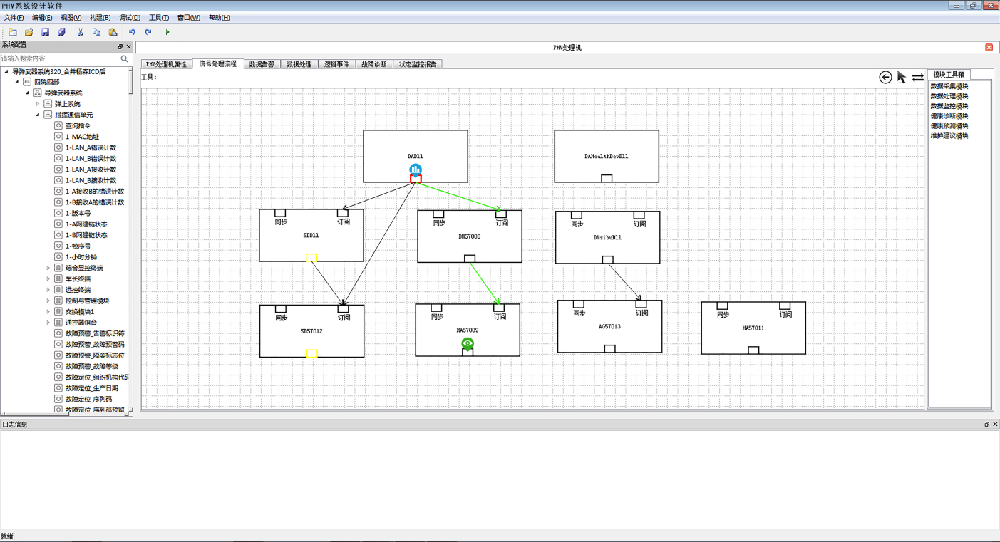 PHM系统设计软件
文件(F) 编辑(E) 视图(V) 构建(B) 调试(D) 工具(T) 窗口(W) 帮助(H)
系统配置
请输入搜索内容
导弹武器系统320_合并杨森ICD后
四院四部
导弹武器系统
弹上系统
指挥通信单元
查询指令
1-MAC地址
1-LAN_A错误计数
1-LAN_B错误计数
1-LAN_A接收计数
1-LAN_B接收计数
1-A接收B的错误计数
1-B接收A的错误计数
1-版本号
1-A网建链状态
1-B网建链状态
1-帧序号
1-小时分钟
综合显控终端
车长终端
远控终端
控制与管理模块
交换模块1
通控器组合
故障预警_告警标识符
故障预警_故障预警码
故障预警_隔离标志位
故障预警_故障等级
故障定位_组织机构代码
故障定位_生产日期
故障定位_序列码
故障定位_序列码预留
PHM处理机
PHM处理机属性 信号处理流程 数据告警 数据处理 逻辑事件 故障诊断 状态监控报告
工具:
DADll
DAHealthDevDll
同步 订阅
SDDll
同步 订阅
DW57008
同步 订阅
DWsibuDll
同步 订阅
SD57012
同步 订阅
HA57009
同步 订阅
AG57013
同步 订阅
HA57011
模块工具箱
数据采集模块
数据处理模块
数据监控模块
健康诊断模块
健康预测模块
维护建议模块
日志信息
就绪